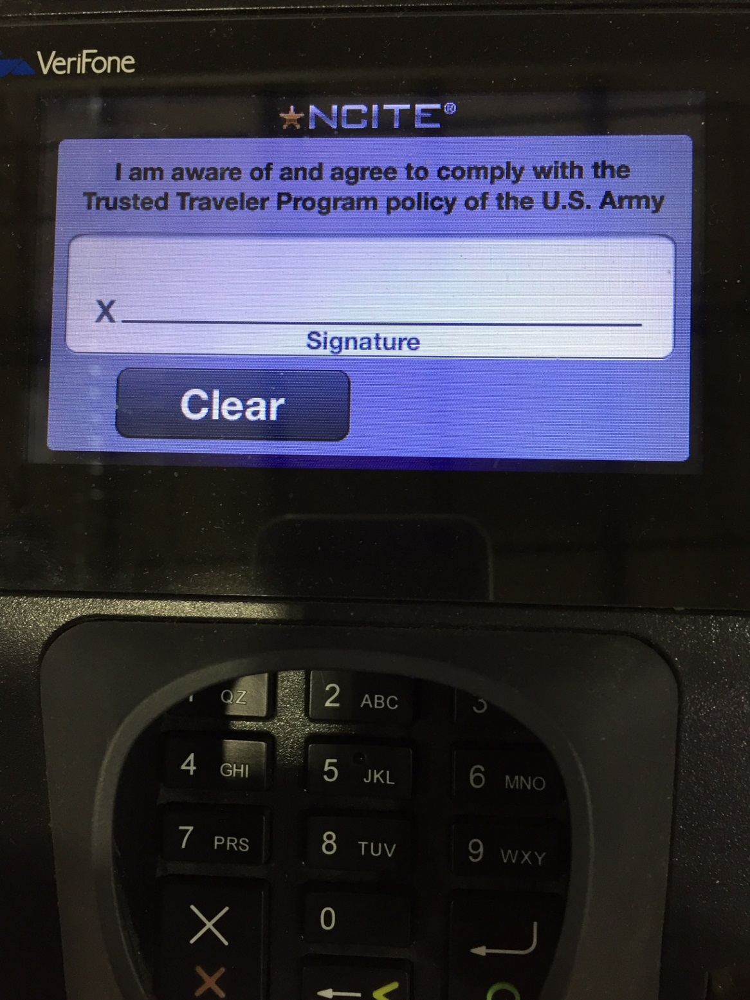 VeriFone
NCITE®
I am aware of and agree to comply with the
Trusted Traveler Program policy of the U.S. Army
X
Signature
Clear
QZ 2 ABC 3
4 GHI 5 JKL 6 MNO
7 PRS 8 TUV 9 WXY
0